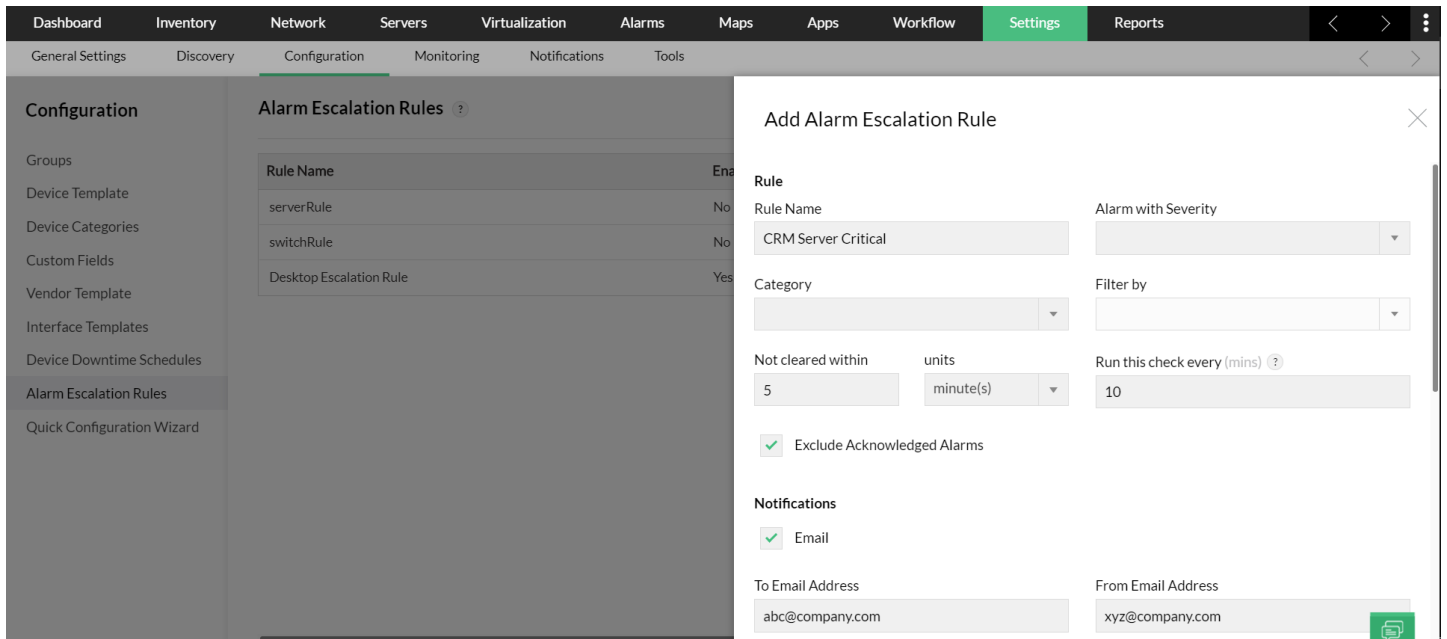 Dashboard Inventory Network Servers Virtualization Alarms Maps Apps Workflow Settings Reports
General Settings Discovery Configuration Monitoring Notifications Tools
Configuration
Groups
Device Template
Device Categories
Custom Fields
Vendor Template
Interface Templates
Device Downtime Schedules
Alarm Escalation Rules
Quick Configuration Wizard
Alarm Escalation Rules ?
Rule Name Ena
serverRule No
switchRule No
Desktop Escalation Rule Yes
Add Alarm Escalation Rule
Rule
Rule Name Alarm with Severity
CRM Server Critical
Category Filter by
Not cleared within units Run this check every (mins) ?
5 minute(s) 10
Exclude Acknowledged Alarms
Notifications
Email
To Email Address From Email Address
abc@company.com xyz@company.com